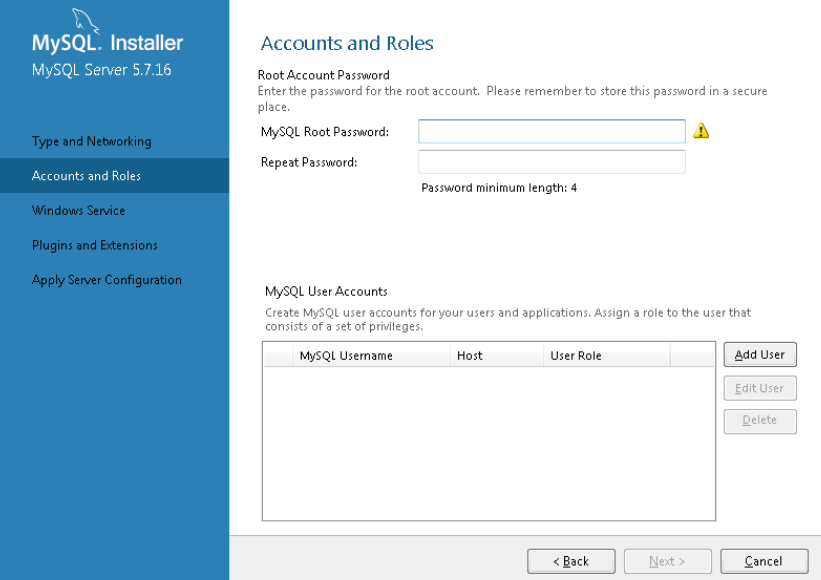 MySQL. Installer
MySQL Server 5.7.16
Type and Networking
Accounts and Roles
Windows Service
Plugins and Extensions
Apply Server Configuration
Accounts and Roles
Root Account Password
Enter the password for the root account. Please remember to store this password in a secure
place.
MySQL Root Password:
Repeat Password:
Password minimum length: 4
MySQL User Accounts
Create MySQL user accounts for your users and applications. Assign a role to the user that
consists of a set of privileges.
MySQL Username Host User Role
Add User
Edit User
Delete
< Back Next > Cancel